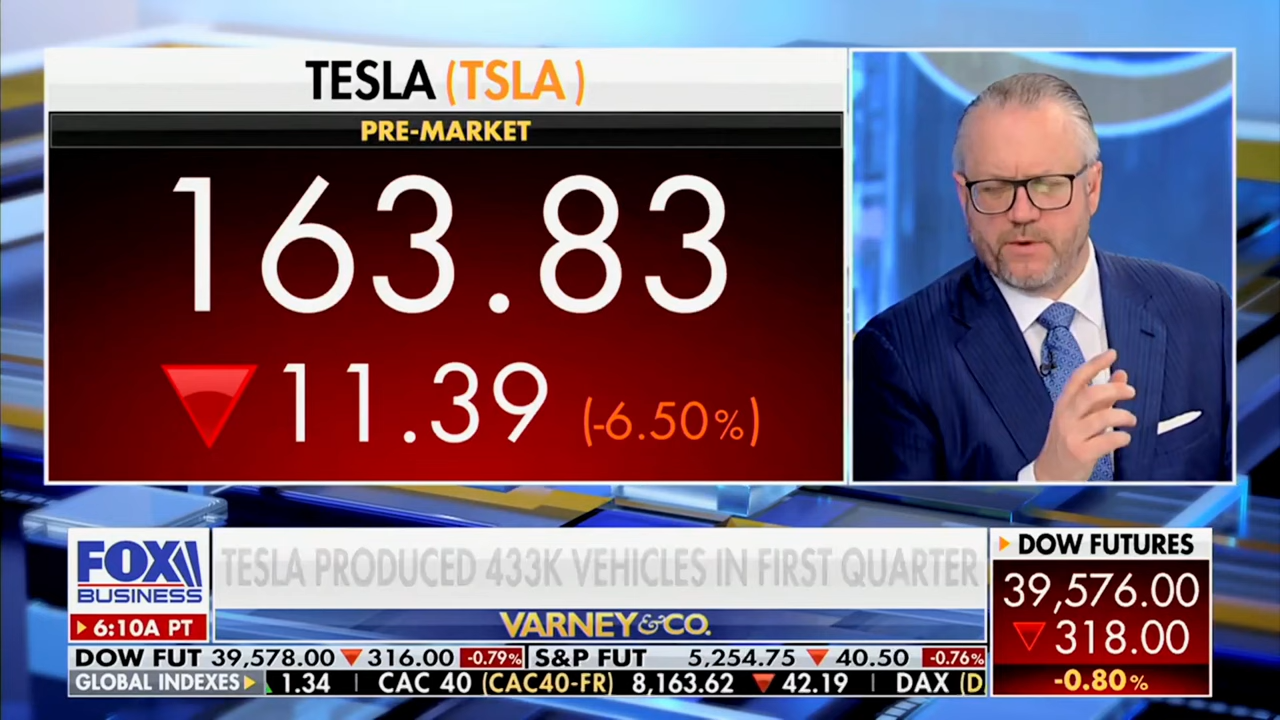 TESLA (TSLA )
PRE-MARKET
163.83
11.39 (-6.50%)
FOX
BUSINESS
6:10A PT
TESLA PRODUCED 433K VEHICLES IN FIRST QUARTER
VARNEY&CO.
DOW FUTURES
39,576.00
318.00
-0.80%
DOW FUT 39,578.00 316.00 -0.79% S&P FUT 5,254.75 40.50 -0.76%
GLOBAL INDEXES 1.34 CAC 40 (CAC40-FR) 8,163.62 42.19 DAX (D